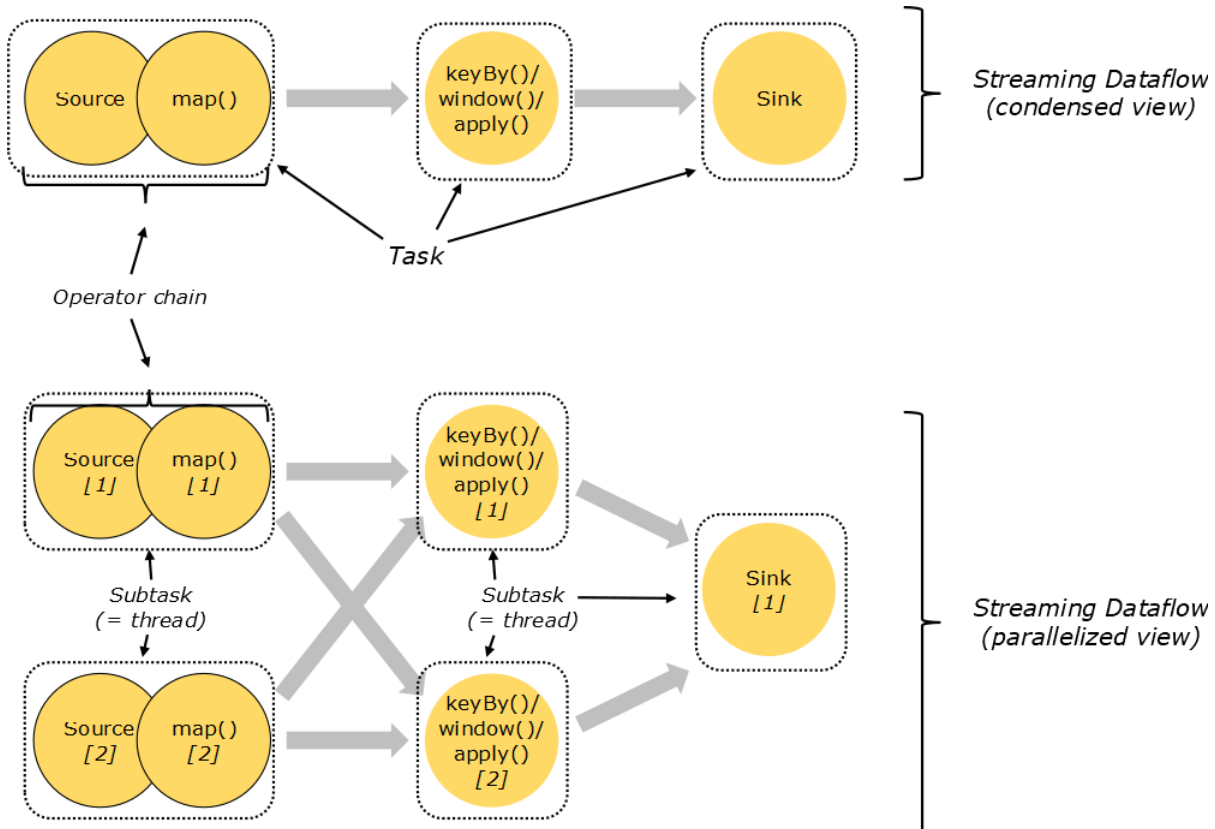 Source
map()
keyBy()/
window()/
apply()
Sink
Streaming Dataflow
(condensed view)
Task
Operator chain
Source
[1]
map()
[1]
keyBy()/
window()/
apply()
[1]
Subtask
(= thread)
Subtask
(= thread)
Sink
[1]
Streaming Dataflow
(parallelized view)
Source
[2]
map()
[2]
keyBy()/
window()/
apply()
[2]